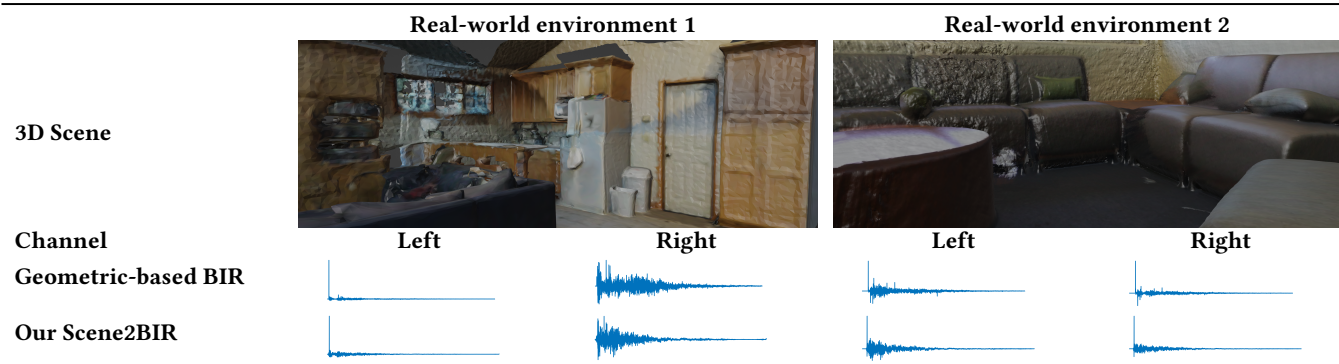 Real-world environment 1 Real-world environment 2
3D Scene
Channel Left Right Left Right
Geometric-based BIR
Our Scene2BIR